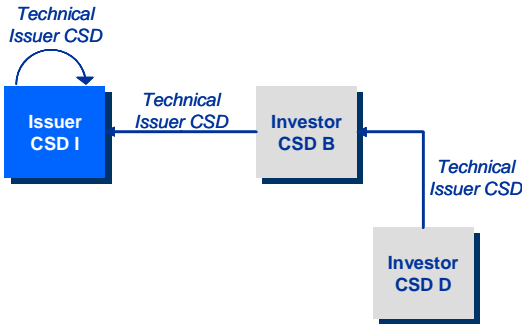 Technical
Issuer CSD
Issuer
CSD I
Technical
Issuer CSD
Investor
CSD B
Technical
Issuer CSD
Investor
CSD D